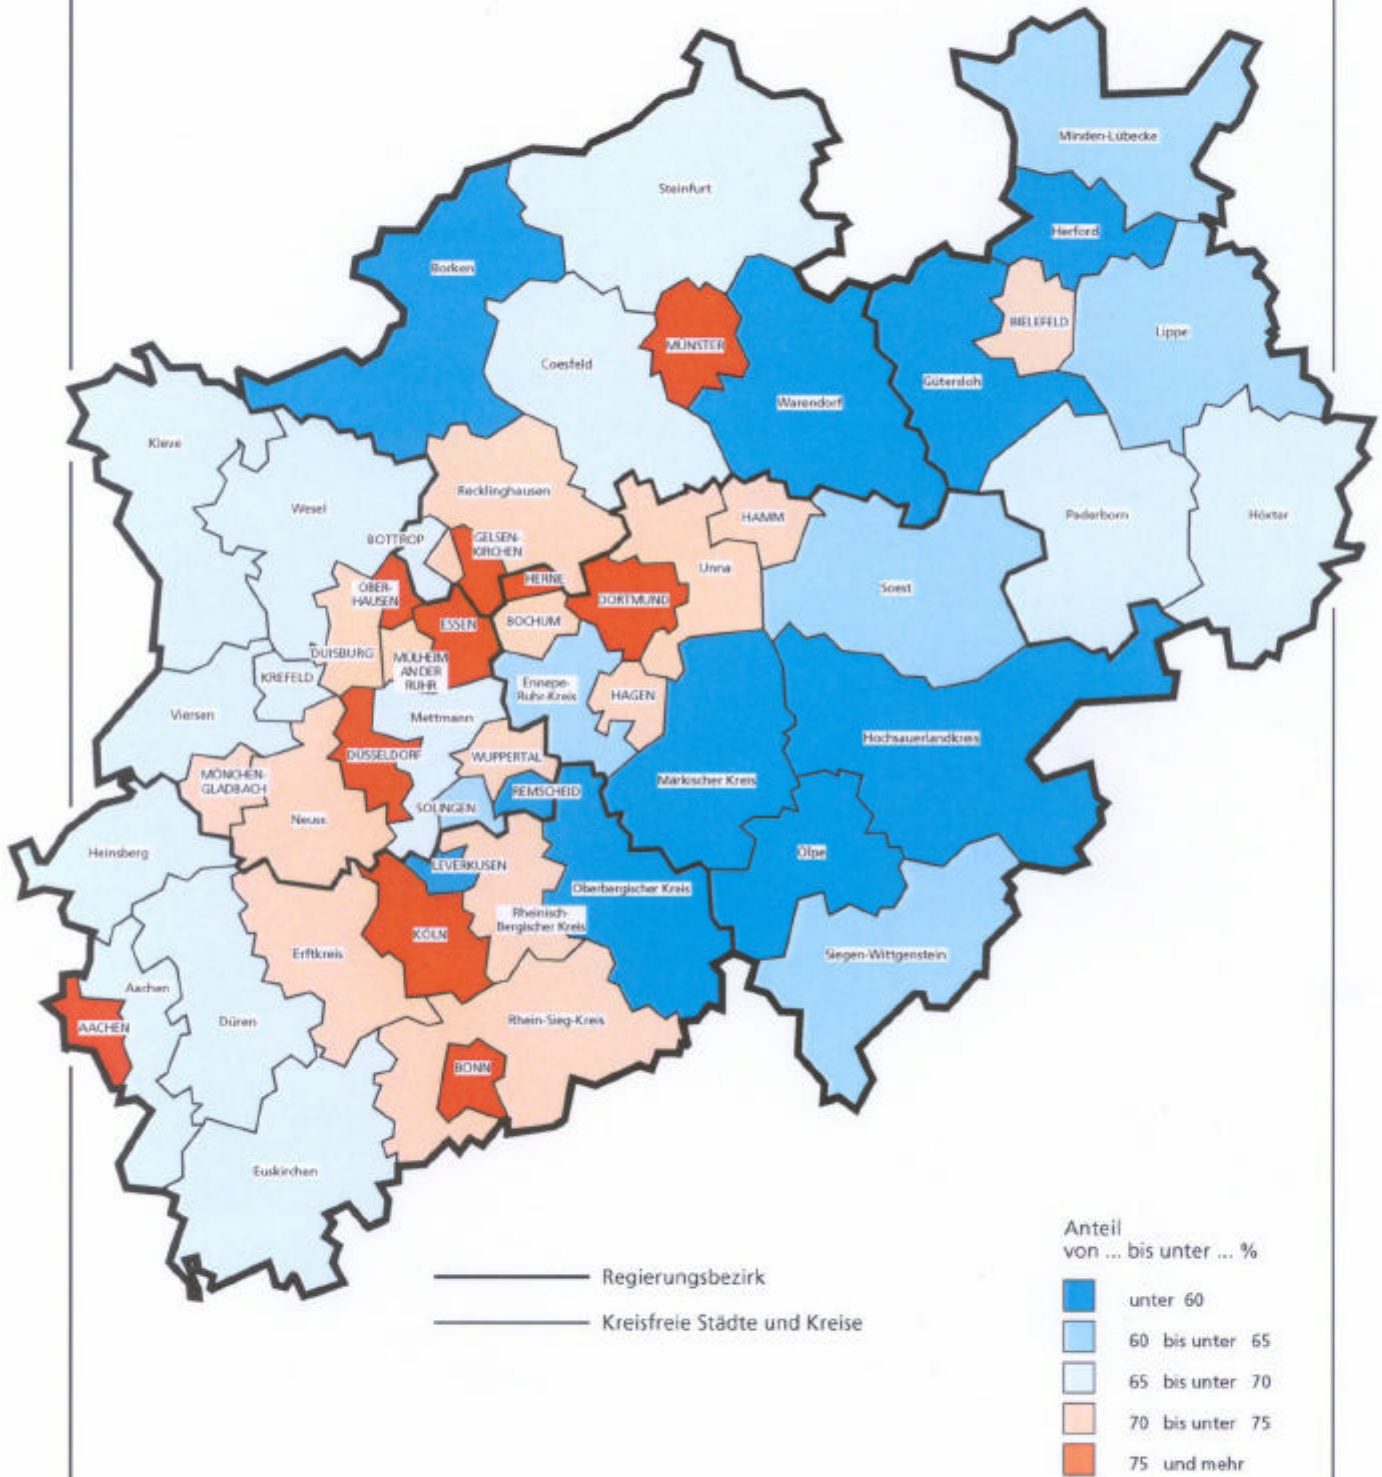 Minden-Lübecke
Steinfurt
Herford
Borken
BIELEFELD
Lippe
MÜNSTER
Coesfeld
Gütersloh
Warendorf
Kleve
Recklinghausen
Wesel
HAMM
Paderborn
Höxter
BOTTROP
GELSEN-
KIRCHEN
Unna
HERNE
Soest
OBER-
HAUSEN
DORTMUND
ESSEN
BOCHUM
DUISBURG
MÜLHEIM
AN DER
RUHR
KREFELD
Ennepe-
Ruhr-Kreis
HAGEN
Viersen
Mettmann
Hochsauerlandkreis
DÜSSELDORF
WUPPERTAL
MÖNCHEN-
GLADBACH
Märkischer Kreis
REMSCHEID
SOLINGEN
Neuss
Heinsberg
Olpe
LEVERKUSEN
Oberbergischer Kreis
Rheinisch-
Bergischer Kreis
KÖLN
Erftkreis
Siegen-Wittgenstein
Aachen
Düren
Rhein-Sieg-Kreis
AACHEN
BONN
Euskirchen
Regierungsbezirk
Kreisfreie Städte und Kreise
Anteil
von ... bis unter ... %
unter 60
60 bis unter 65
65 bis unter 70
70 bis unter 75
75 und mehr